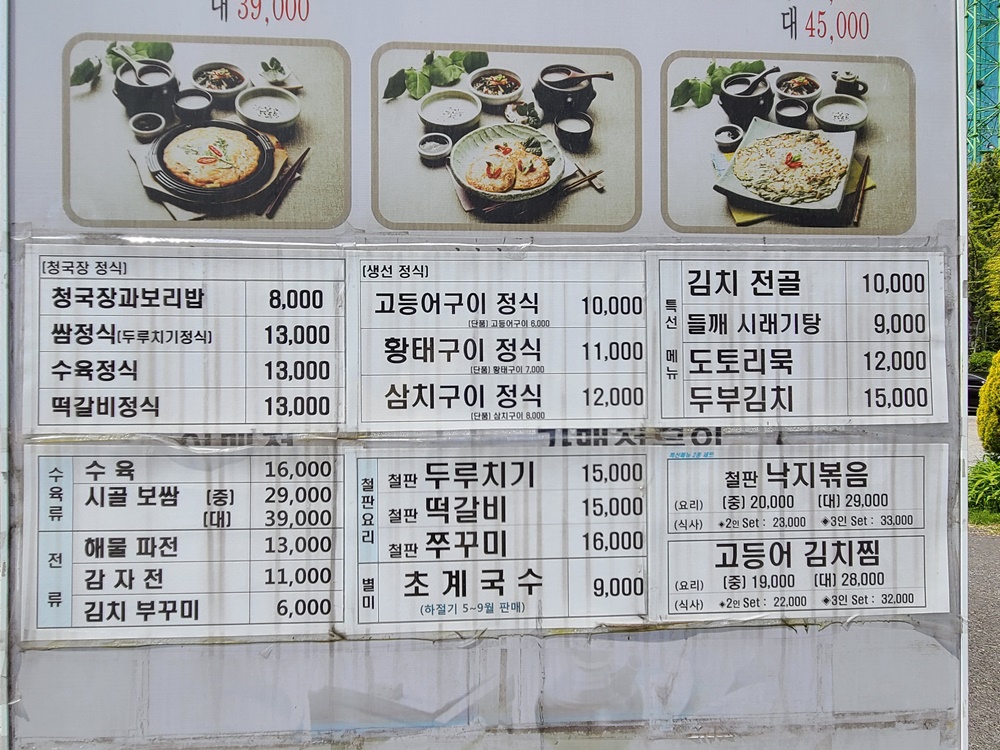 대 39,000
대 45,000
[청국장 정식]
청국장과보리밥 8,000
쌈정식(두루치기정식) 13,000
수육정식 13,000
떡갈비정식 13,000
[생선 정식]
고등어구이 정식 10,000
(단품) 고등어구이 6,000
황태구이 정식 11,000
(단품) 황태구이 7,000
삼치구이 정식 12,000
(단품) 삼치구이 8,000
특선 메뉴
김치 전골 10,000
들깨 시래기탕 9,000
도토리묵 12,000
두부김치 15,000
수육류
수 육 16,000
시골 보쌈 (중) 29,000
(대) 39,000
전 류
해물 파전 13,000
감 자 전 11,000
김치 부꾸미 6,000
철판요리
철판 두루치기 15,000
철판 떡갈비 15,000
철판 쭈꾸미 16,000
별미
초 계 국 수 9,000
(하절기 5~9월 판매)
철판 낙지볶음
(요리) (중) 20,000 (대) 29,000
(식사) ◈2인 Set : 23,000 ◈3인 Set : 33,000
고등어 김치찜
(요리) (중) 19,000 (대) 28,000
(식사) ◈2인 Set : 22,000 ◈3인 Set : 32,000